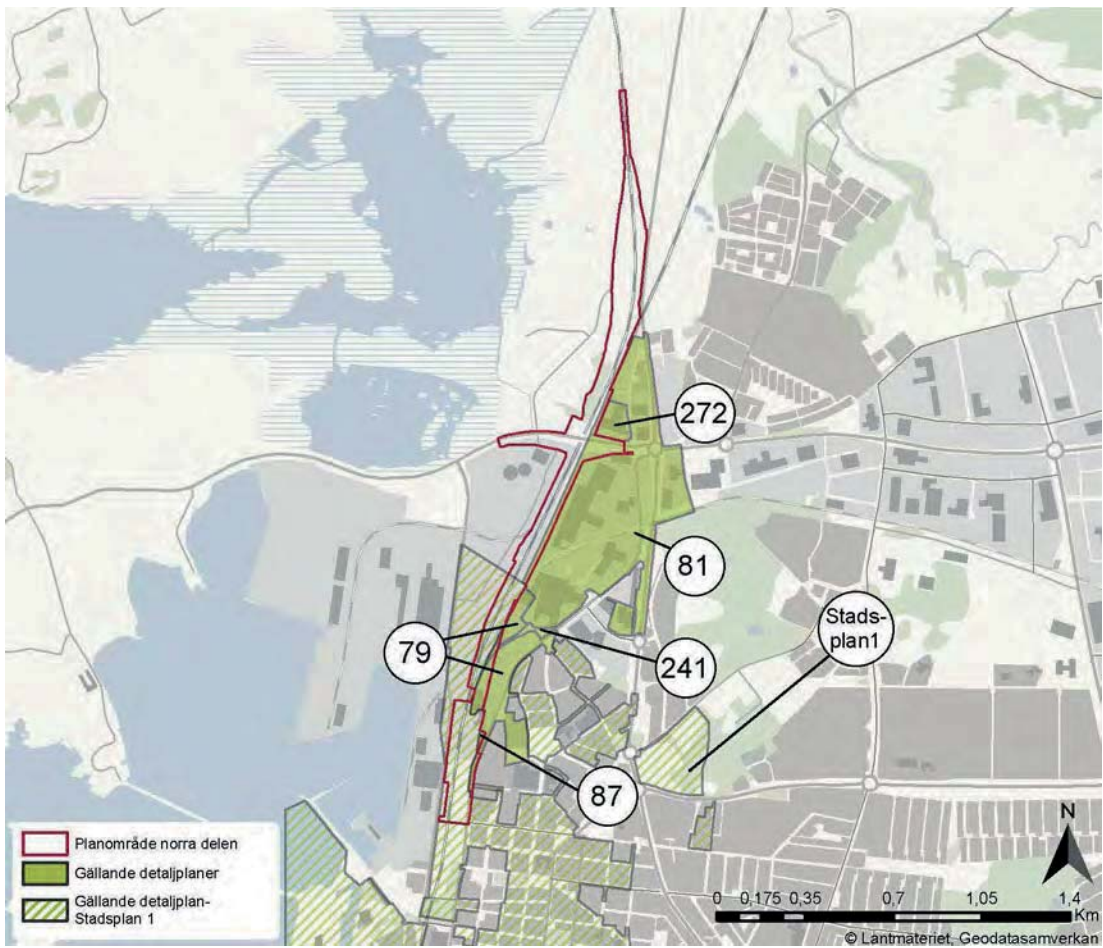 272
81
Stads-
plan1
79
241
87
Planområde norra delen
Gällande detaljplaner
Gällande detaljplan-
Stadsplan 1
N
0 0,175 0,35 0,7 1,05 1,4
Km
© Lantmäteriet, Geodatasamverkan